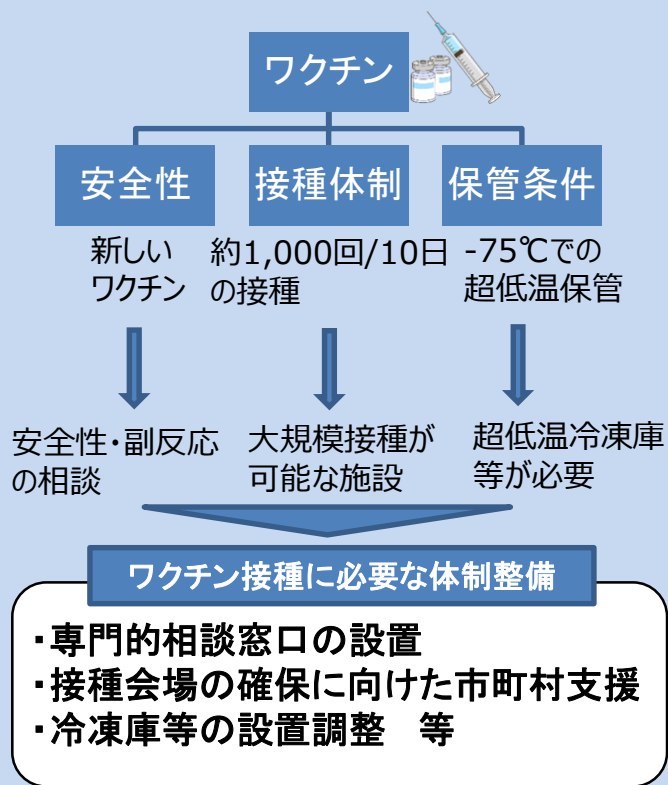 ワクチン
安全性
接種体制
保管条件
新しい
ワクチン
約1,000回/10日
の接種
-75℃での
超低温保管
安全性・副反応
の相談
大規模接種が
可能な施設
超低温冷凍庫
等が必要
ワクチン接種に必要な体制整備
・専門的相談窓口の設置
・接種会場の確保に向けた市町村支援
・冷凍庫等の設置調整　等